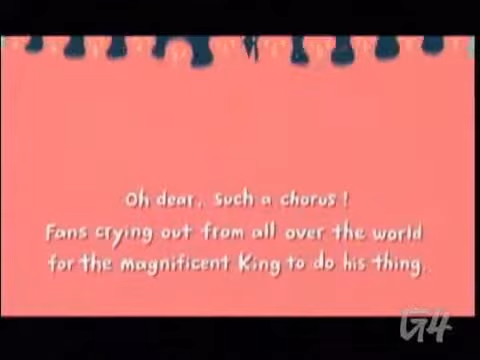 Oh dear. Such a chorus!
Fans crying out from all over the world
for the magnificent King to do his thing.
G4